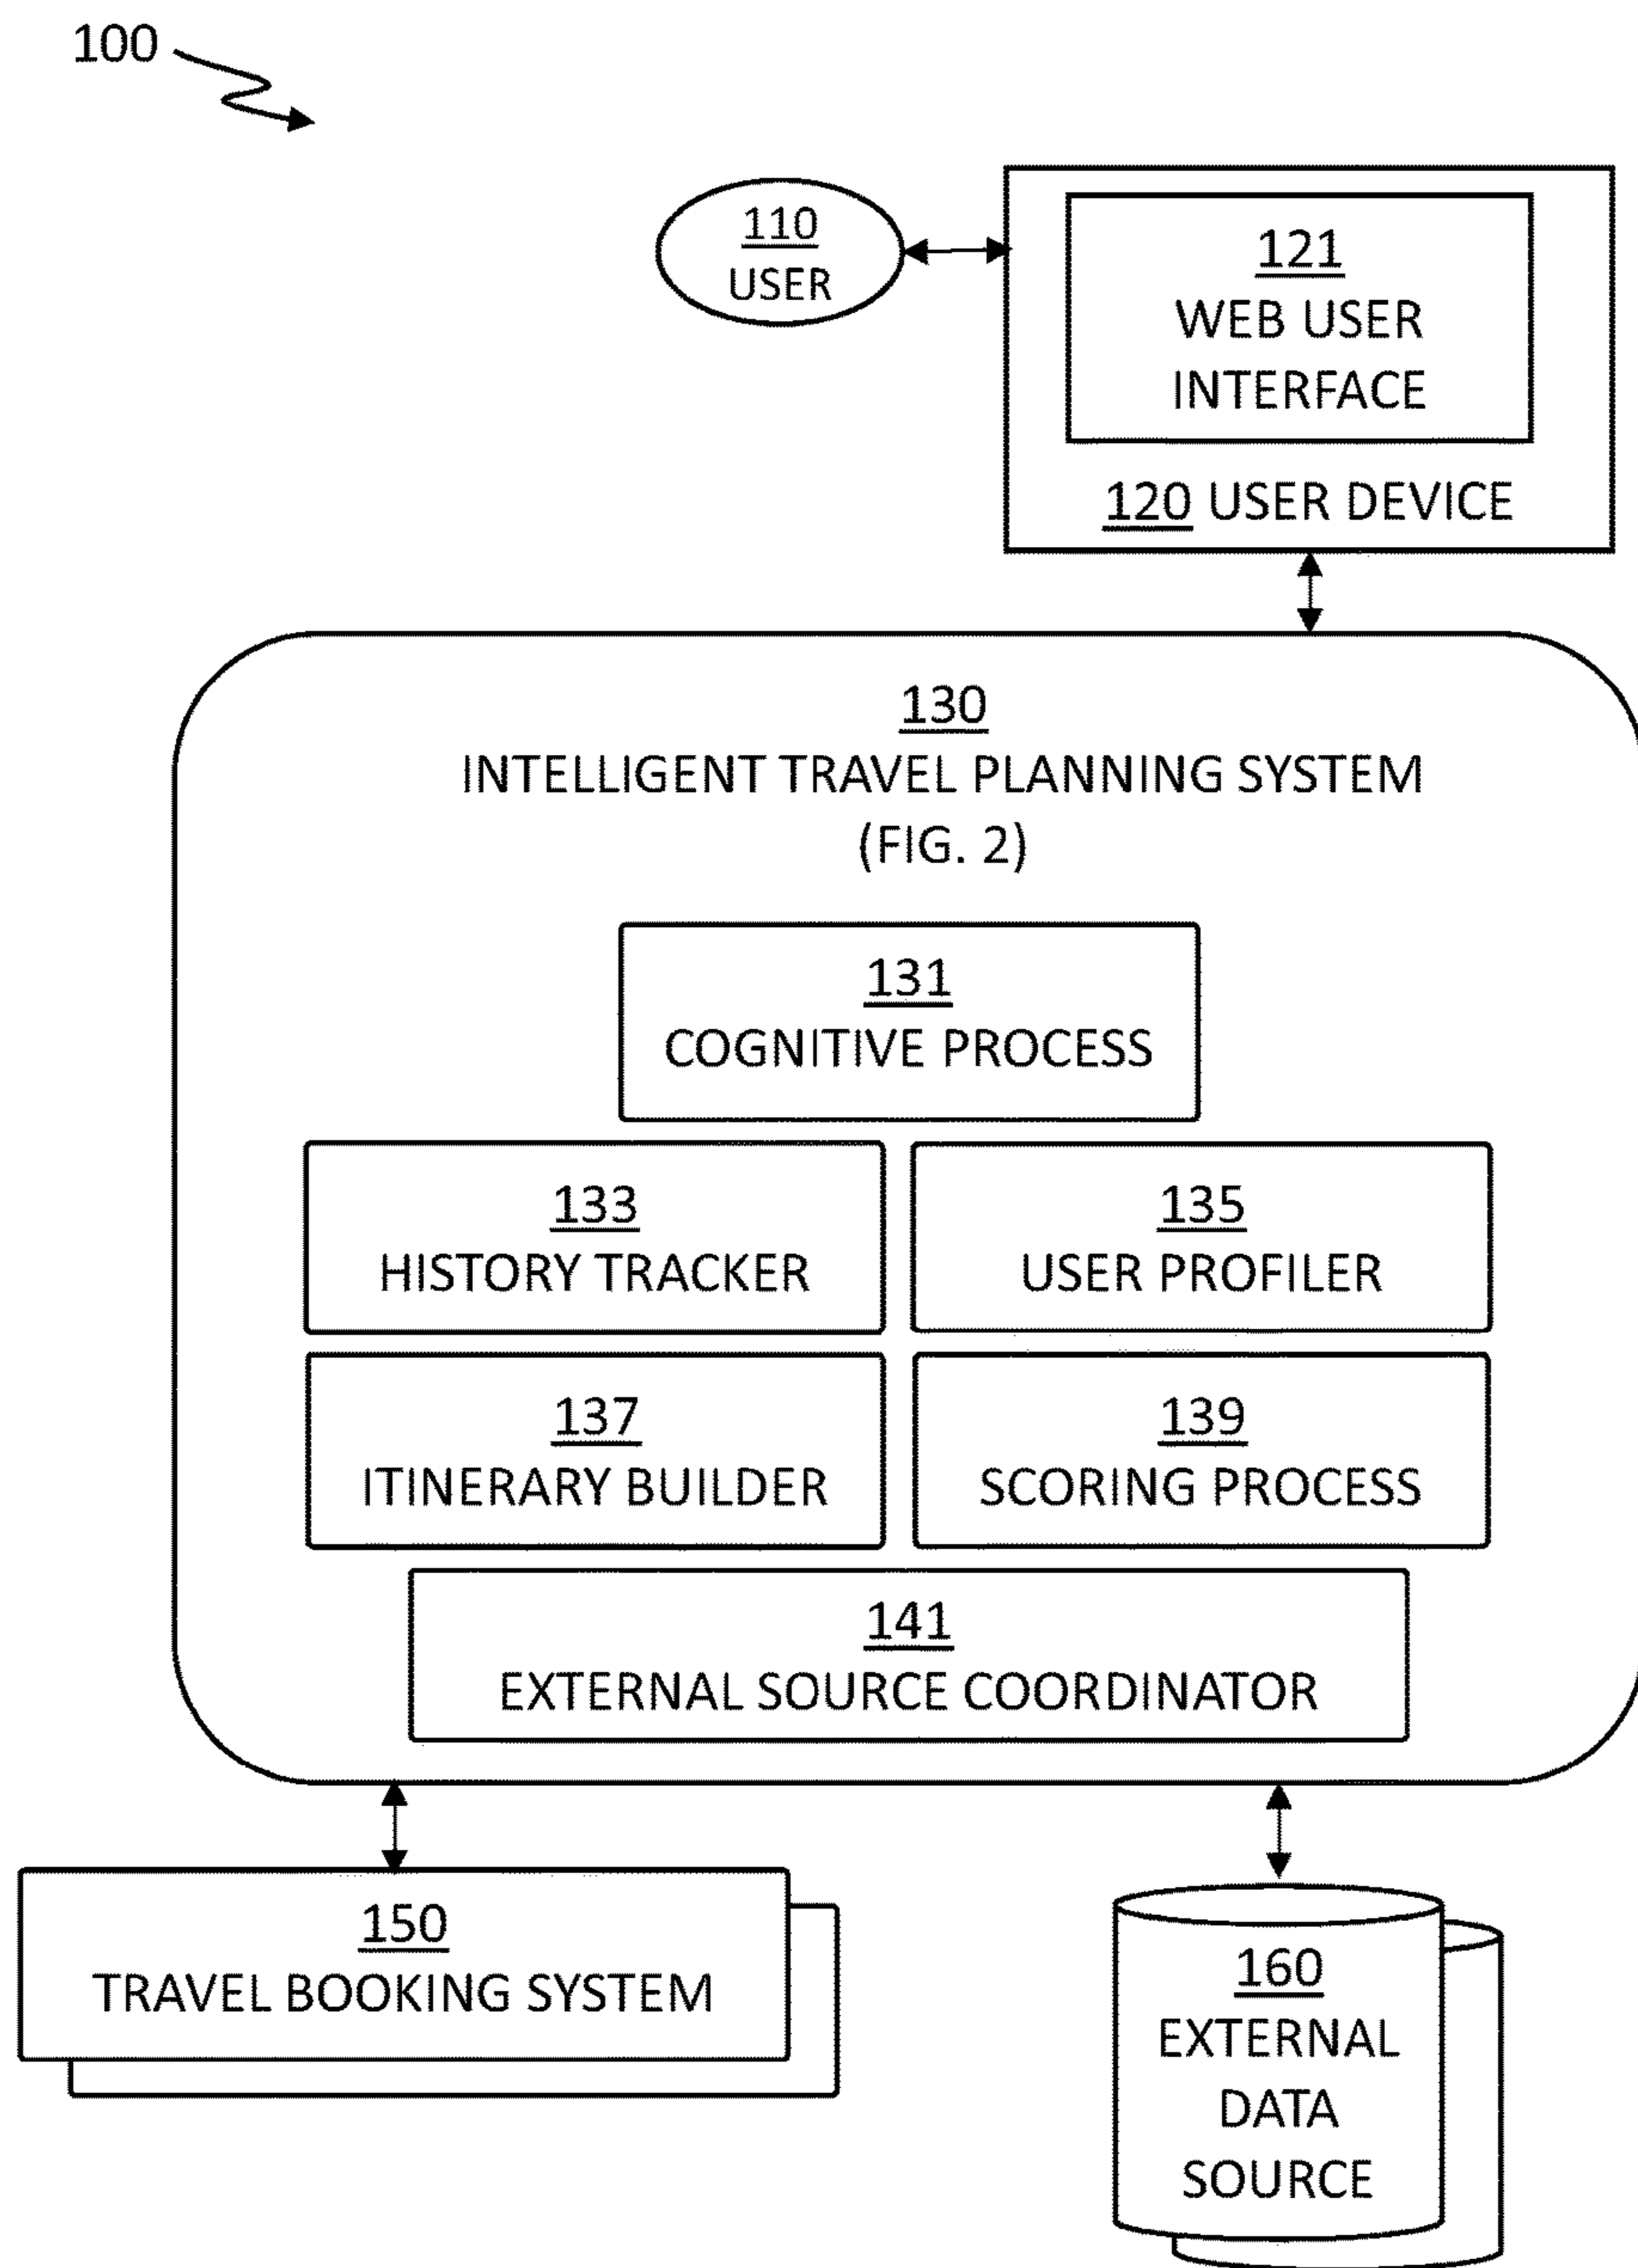 100
110
USER
121
WEB USER
INTERFACE
120 USER DEVICE
130
INTELLIGENT TRAVEL PLANNING SYSTEM
(FIG. 2)
131
COGNITIVE PROCESS
133
HISTORY TRACKER
135
USER PROFILER
137
ITINERARY BUILDER
139
SCORING PROCESS
141
EXTERNAL SOURCE COORDINATOR
150
TRAVEL BOOKING SYSTEM
160
EXTERNAL
DATA
SOURCE